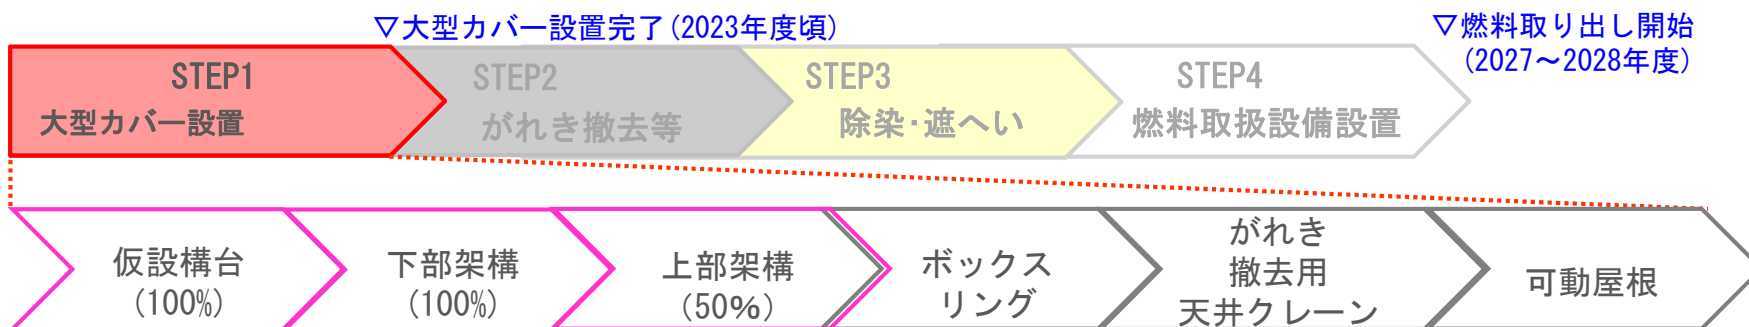 ▽大型カバー設置完了(2023年度頃)
▽燃料取り出し開始
(2027～2028年度)
STEP1
大型カバー設置
STEP2
がれき撤去等
STEP3
除染・遮へい
STEP4
燃料取扱設備設置
仮設構台
(100%)
下部架構
(100%)
上部架構
(50%)
ボックス
リング
がれき
撤去用
天井クレーン
可動屋根